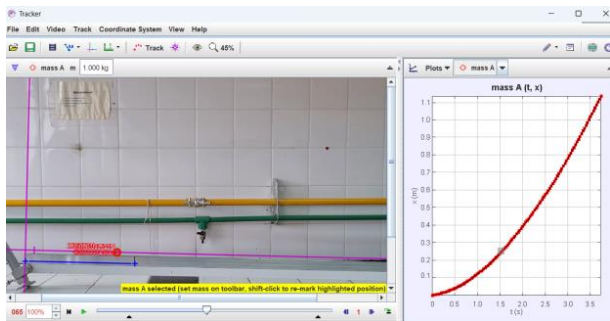 Tracker
File Edit Video Track Coordinate System View Help
Track 45%
mass A m 1.000 kg
Plots mass A
mass A (t, x)
x (m)
1.1
1.0
0.9
0.8
0.7
0.6
0.5
0.4
0.3
0.2
0.1
0 0.5 1.0 1.5 2.0 2.5 3.0 3.5
t (s)
mass A selected (set mass on toolbar, shift-click to re-mark highlighted position)
065 100% 1